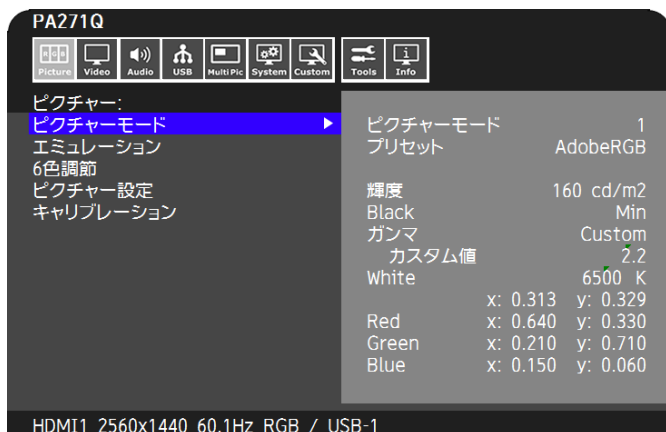 PA271Q
RGB
Picture Video Audio USB Multi Pic System Custom Tools Info
ピクチャー:
ピクチャーモード
エミュレーション
6色調節
ピクチャー設定
キャリブレーション
ピクチャーモード 1
プリセット AdobeRGB
輝度 160 cd/m2
Black Min
ガンマ Custom
カスタム値 2.2
White 6500 K
x: 0.313 y: 0.329
Red x: 0.640 y: 0.330
Green x: 0.210 y: 0.710
Blue x: 0.150 y: 0.060
HDMI1 2560x1440 60.1Hz RGB / USB-1